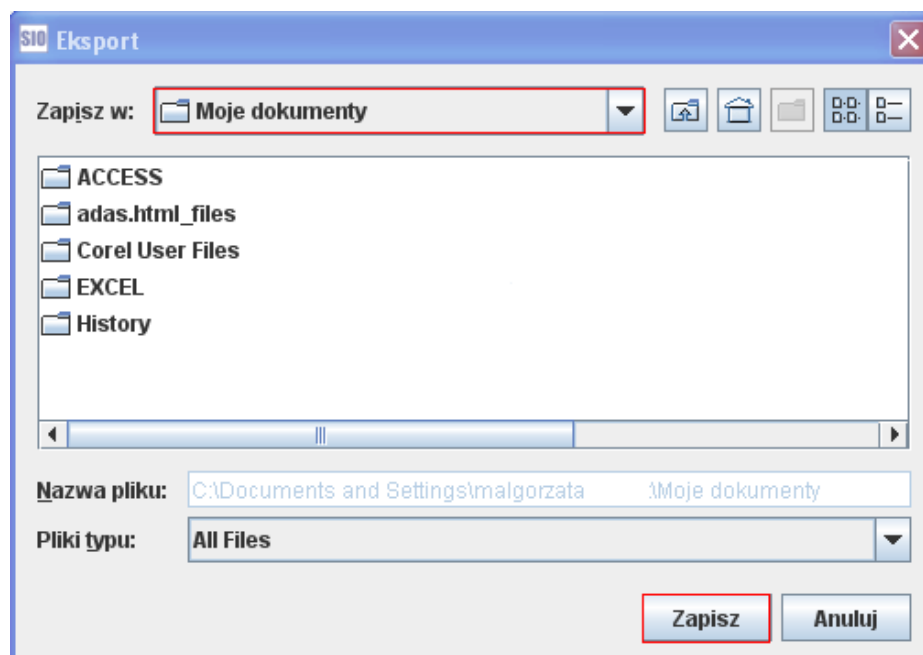 SIO Eksport
Zapisz w: Moje dokumenty
ACCESS
adas.html_files
Corel User Files
EXCEL
History
Nazwa pliku: C:\Documents and Settings\malgorzata :\Moje dokumenty
Pliki typu: All Files
Zapisz Anuluj